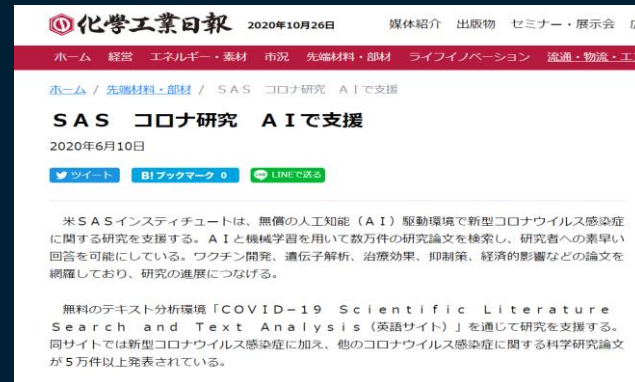 化学工業日報 2020年10月26日 媒体紹介 出版物 セミナー・展示会
ホーム 経営 エネルギー・素材 市況 先端材料・部材 ライフイノベーション 流通・物流・工
ホーム / 先端材料・部材 / ＳＡＳ　コロナ研究　ＡＩで支援
ＳＡＳ　コロナ研究　ＡＩで支援
2020年6月10日
ツイート B!ブックマーク 0 LINEで送る
　米ＳＡＳインスティチュートは、無償の人工知能（ＡＩ）駆動環境で新型コロナウイルス感染症
に関する研究を支援する。ＡＩと機械学習を用いて数万件の研究論文を検索し、研究者への素早い
回答を可能にしている。ワクチン開発、遺伝子解析、治療効果、抑制策、経済的影響などの論文を
網羅しており、研究の進展につなげる。
　無料のテキスト分析環境「ＣＯＶＩＤ－１９　Ｓｃｉｅｎｔｉｆｉｃ　Ｌｉｔｅｒａｔｕｒｅ
Ｓｅａｒｃｈ　ａｎｄ　Ｔｅｘｔ　Ａｎａｌｙｓｉｓ（英語サイト）」を通じて研究を支援する。
同サイトでは新型コロナウイルス感染症に加え、他のコロナウイルス感染症に関する科学研究論文
が５万件以上発表されている。